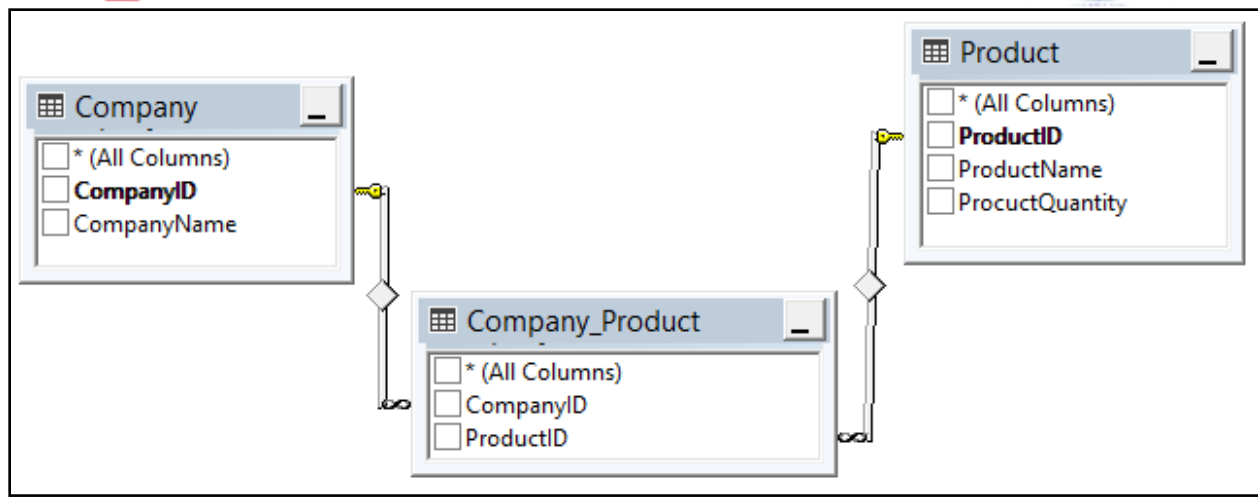 Company
* (All Columns)
CompanyID
CompanyName
Company_Product
* (All Columns)
CompanyID
ProductID
Product
* (All Columns)
ProductID
ProductName
ProcuctQuantity